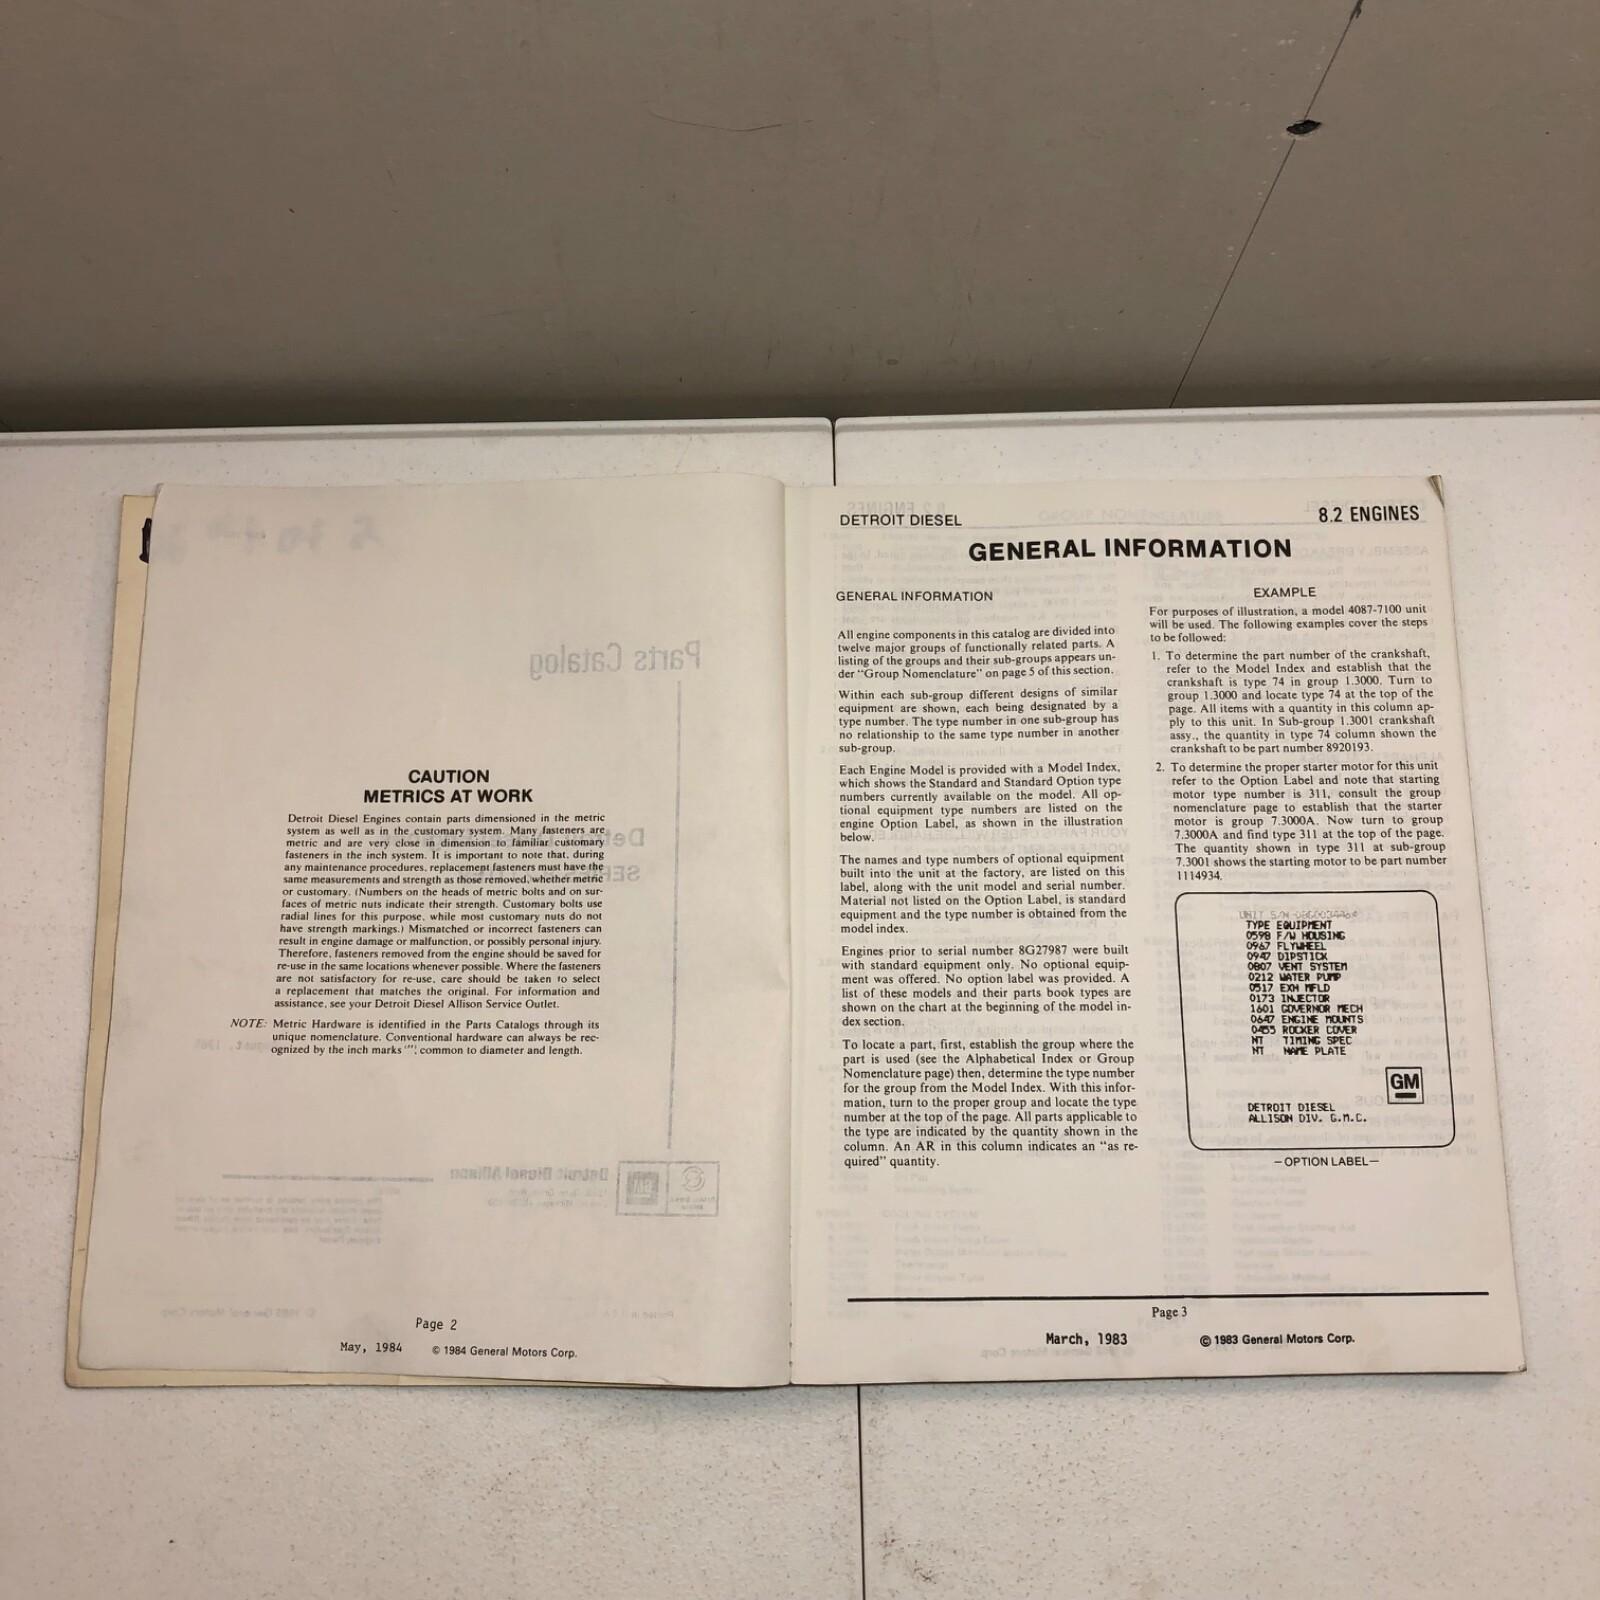 CAUTION
METRICS AT WORK
Detroit Diesel Engines contain parts dimensioned in the metric
system as well as in the customary system. Many fasteners are
metric and are very close in dimension to familiar customary
fasteners in the inch system. It is important to note that, during
any maintenance procedures, replacement fasteners must have the
same measurements and strength as those removed, whether metric
or customary. (Numbers on the heads of metric bolts and on sur-
faces of metric nuts indicate their strength. Customary bolts use
radial lines for this purpose, while most customary nuts do not
have strength markings.) Mismatched or incorrect fasteners can
result in engine damage or malfunction, or possibly personal injury.
Therefore, fasteners removed from the engine should be saved for
re-use in the same locations whenever possible. Where the fasteners
are not satisfactory for re-use, care should be taken to select
a replacement that matches the original. For information and
assistance, see your Detroit Diesel Allison Service Outlet.
NOTE: Metric Hardware is identified in the Parts Catalogs through its
unique nomenclature. Conventional hardware can always be rec-
ognized by the inch marks ("); common to diameter and length.
Page 2
May, 1984 © 1984 General Motors Corp.
DETROIT DIESEL
8.2 ENGINES
GENERAL INFORMATION
GENERAL INFORMATION
All engine components in this catalog are divided into
twelve major groups of functionally related parts. A
listing of the groups and their sub-groups appears un-
der "Group Nomenclature" on page 5 of this section.
Within each sub-group different designs of similar
equipment are shown, each being designated by a
type number. The type number in one sub-group has
no relationship to the same type number in another
sub-group.
Each Engine Model is provided with a Model Index,
which shows the Standard and Standard Option type
numbers currently available on the model. All op-
tional equipment type numbers are listed on the
engine Option Label, as shown in the illustration
below.
The names and type numbers of optional equipment
built into the unit at the factory, are listed on this
label, along with the unit model and serial number.
Material not listed on the Option Label, is standard
equipment and the type number is obtained from the
model index.
Engines prior to serial number 8G27987 were built
with standard equipment only. No optional equip-
ment was offered. No option label was provided. A
list of these models and their parts book types are
shown on the chart at the beginning of the model in-
dex section.
To locate a part, first, establish the group where the
part is used (see the Alphabetical Index or Group
Nomenclature page) then, determine the type number
for the group from the Model Index. With this infor-
mation, turn to the proper group and locate the type
number at the top of the page. All parts applicable to
the type are indicated by the quantity shown in the
column. An AR in this column indicates an "as re-
quired" quantity.
EXAMPLE
For purposes of illustration, a model 4087-7100 unit
will be used. The following examples cover the steps
to be followed:
1. To determine the part number of the crankshaft,
refer to the Model Index and establish that the
crankshaft is type 74 in group 1.3000. Turn to
group 1.3000 and locate type 74 at the top of the
page. All items with a quantity in this column ap-
ply to this unit. In Sub-group 1.3001 crankshaft
assy., the quantity in type 74 column shown the
crankshaft to be part number 8920193.
2. To determine the proper starter motor for this unit
refer to the Option Label and note that starting
motor type number is 311, consult the group
nomenclature page to establish that the starter
motor is group 7.3000A. Now turn to group
7.3000A and find type 311 at the top of the page.
The quantity shown in type 311 at sub-group
7.3001 shows the starting motor to be part number
1114934.
UNIT S/N
TYPE EQUIPMENT
0598 F/W HOUSING
0967 FLYWHEEL
0947 DIPSTICK
0807 VENT SYSTEM
0212 WATER PUMP
0517 EXH MFLD
0173 INJECTOR
1601 GOVERNOR MECH
0647 ENGINE MOUNTS
0455 ROCKER COVER
NT TIMING SPEC
NT NAME PLATE
GM
DETROIT DIESEL
ALLISON DIV. G.M.C.
—OPTION LABEL—
Page 3
March, 1983 © 1983 General Motors Corp.